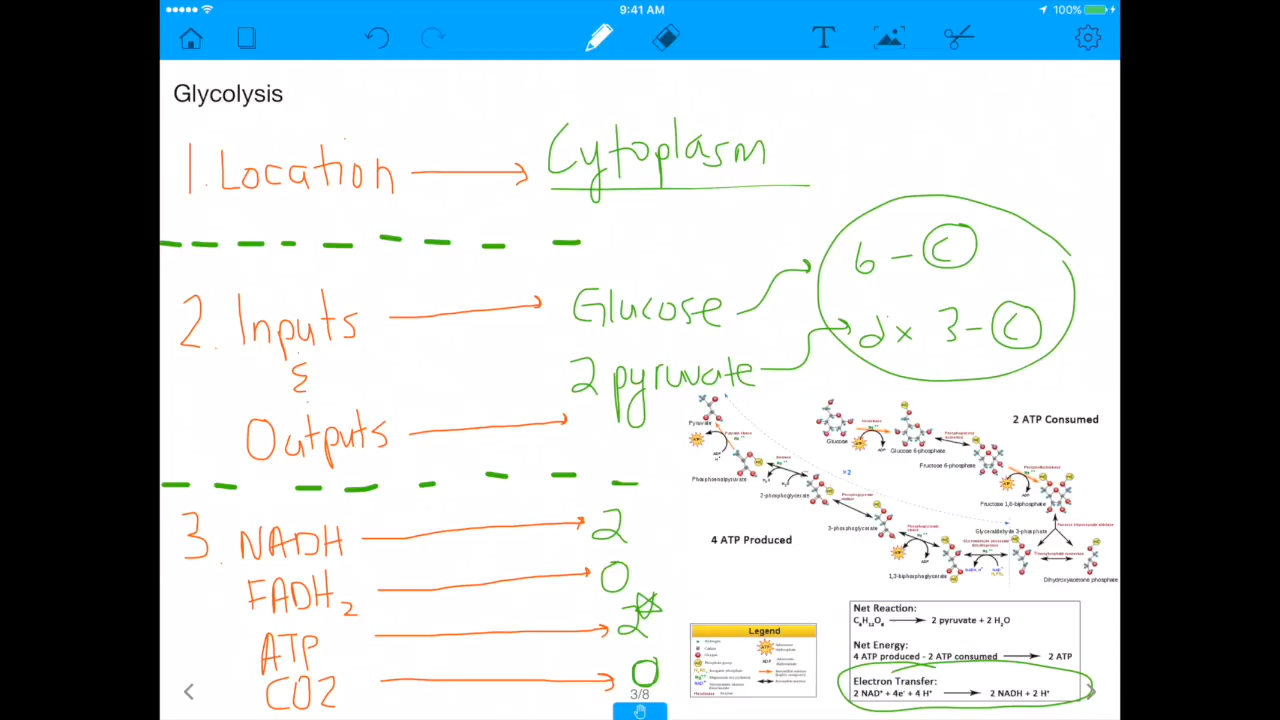 9:41 AM
100%
T
Glycolysis
1. Location
Cytoplasm
6 - C
2. Inputs
Glucose
2 x 3 - C
&
2 pyruvate
Outputs
2 ATP Consumed
Pyruvate
Glucose
Glucose 6-phosphate
Fructose 6-phosphate
Phosphoenolpyruvate
×2
2-phosphoglycerate
Fructose 1,6-biphosphate
3-phosphoglycerate
Glyceraldehyde 3-phosphate
4 ATP Produced
1,3-biphosphoglycerate
Dihydroxyacetone phosphate
3. NADH
2
FADH2
0
ATP
2
CO2
0
Legend
Net Reaction:
C6H12O6 2 pyruvate + 2 H2O
Net Energy:
4 ATP produced - 2 ATP consumed 2 ATP
Electron Transfer:
2 NAD+ + 4e- + 4 H+ 2 NADH + 2 H+
3/8